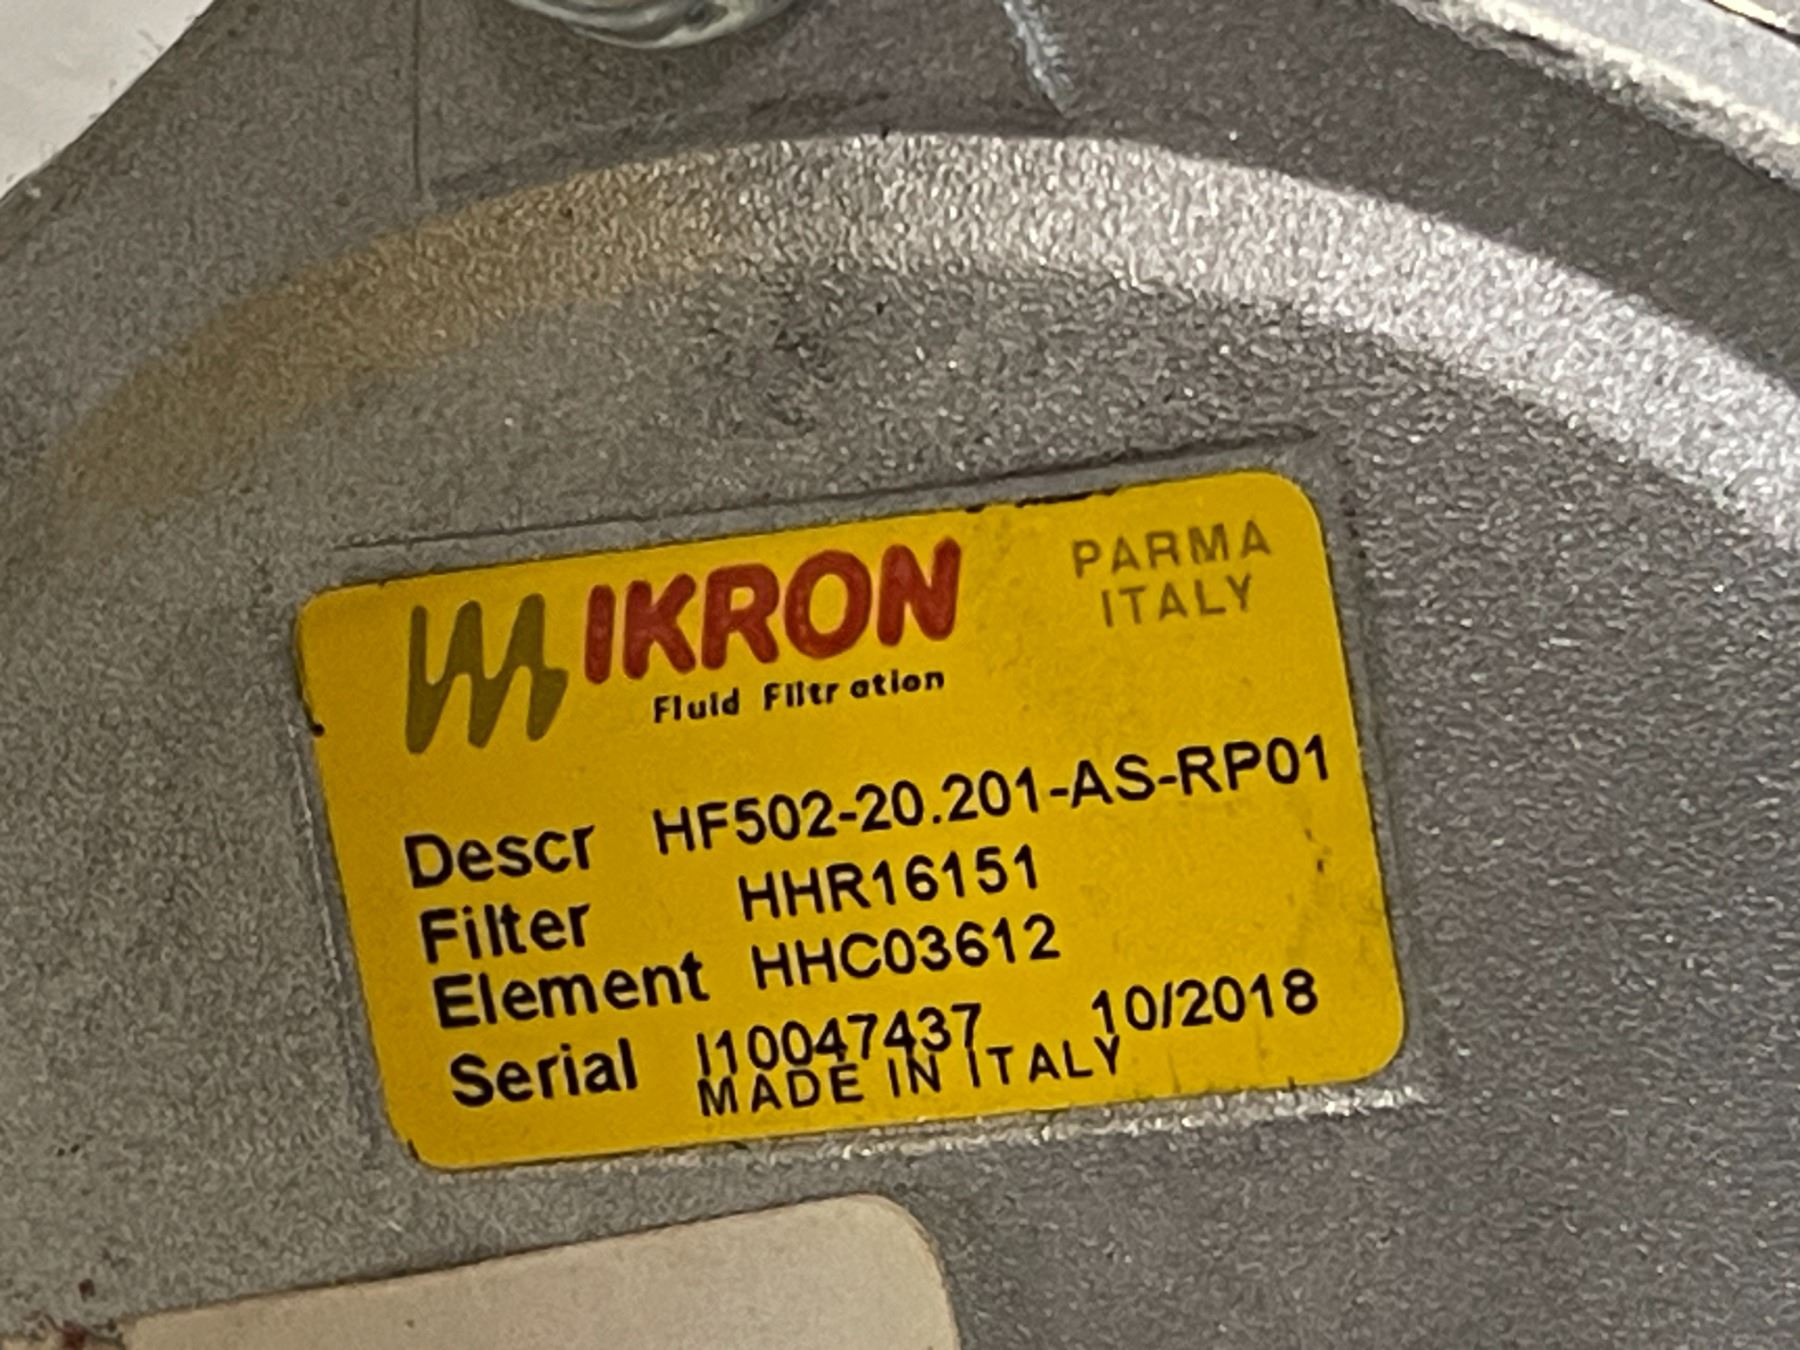 IKRON
Fluid Filtration
PARMA
ITALY
Descr HF502-20.201-AS-RP01
Filter HHR16151
Element HHC03612
Serial I10047437 10/2018
MADE IN ITALY